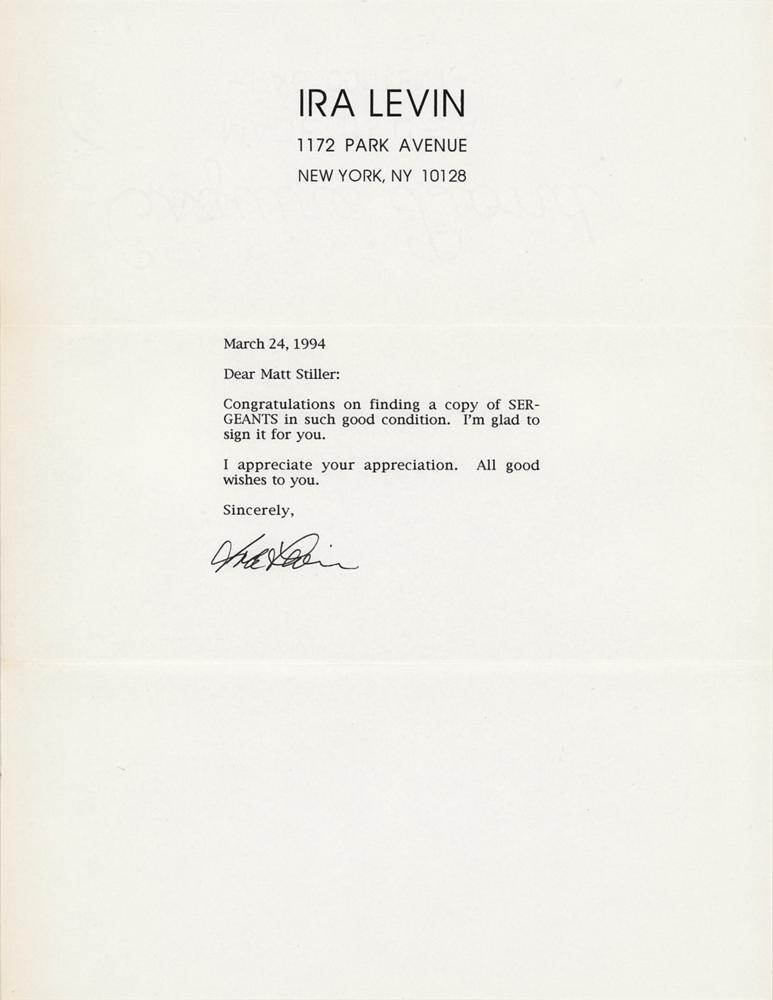 IRA LEVIN
1172 PARK AVENUE
NEW YORK, NY 10128
March 24, 1994
Dear Matt Stiller:
Congratulations on finding a copy of SER-
GEANTS in such good condition. I'm glad to
sign it for you.
I appreciate your appreciation. All good
wishes to you.
Sincerely,
Ira Levin